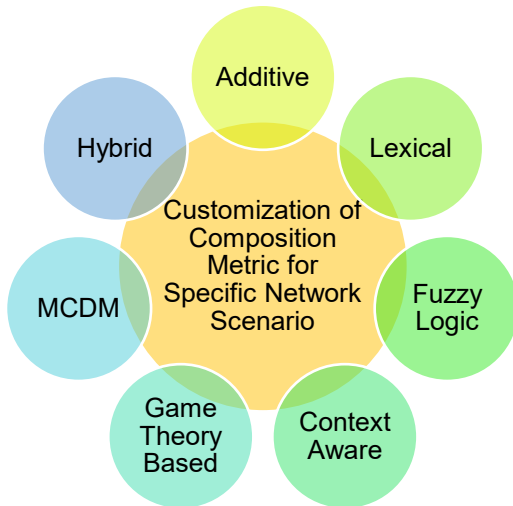 Additive
Lexical
Fuzzy
Logic
Context
Aware
Game
Theory
Based
MCDM
Hybrid
Customization of
Composition
Metric for
Specific Network
Scenario